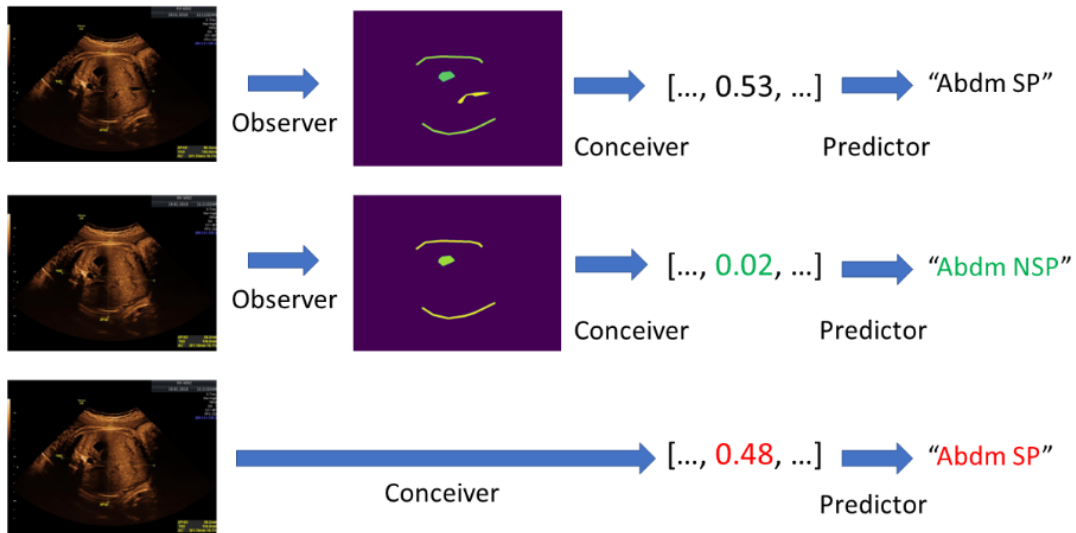 Observer
Conceiver
[..., 0.53, ...]
Predictor
“Abdm SP”
Observer
Conceiver
[..., 0.02, ...]
Predictor
“Abdm NSP”
Conceiver
[..., 0.48, ...]
Predictor
“Abdm SP”